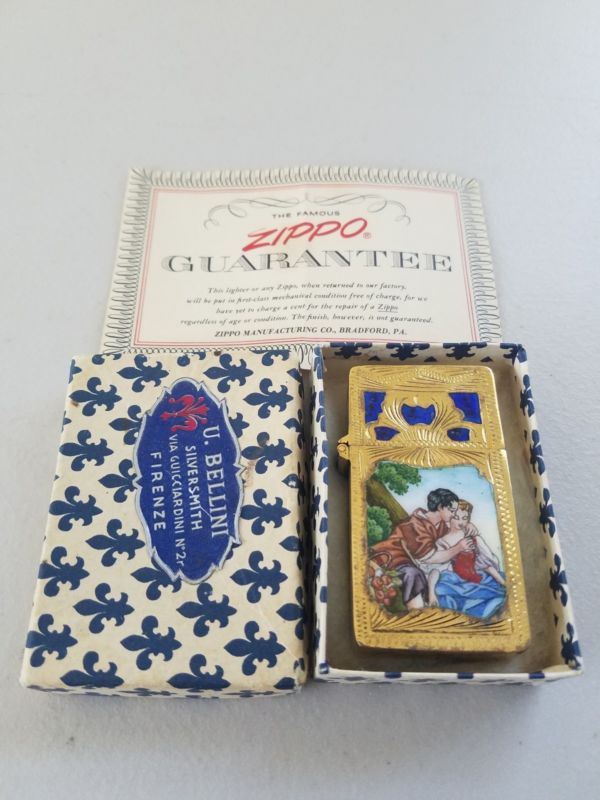 THE FAMOUS
ZIPPO®
GUARANTEE
This lighter or any Zippo, when returned to our factory,
will be put in first-class mechanical condition free of charge, for we
have yet to charge a cent for the repair of a Zippo
regardless of age or condition. The finish, however, is not guaranteed.
ZIPPO MANUFACTURING CO., BRADFORD, PA.
U. BELLINI
SILVERSMITH
VIA GUICCIARDINI Nº 2r
FIRENZE